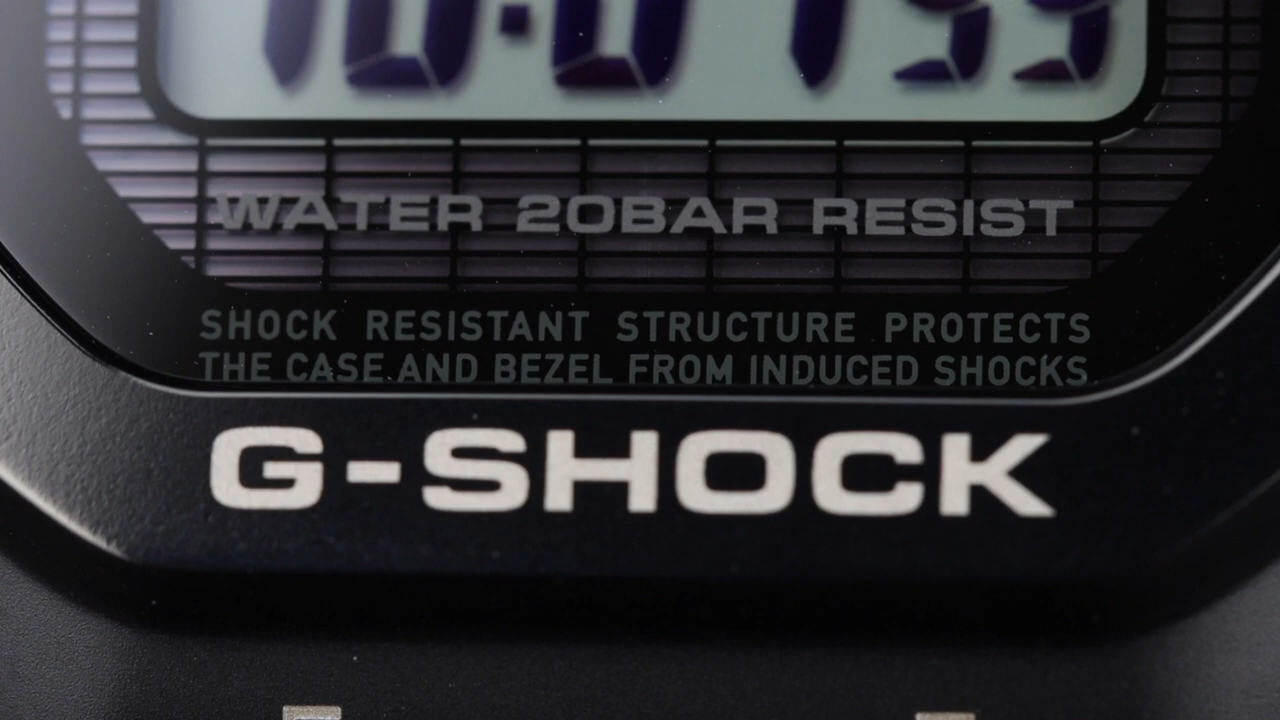 WATER 20BAR RESIST
SHOCK RESISTANT STRUCTURE PROTECTS
THE CASE AND BEZEL FROM INDUCED SHOCKS.
G-SHOCK